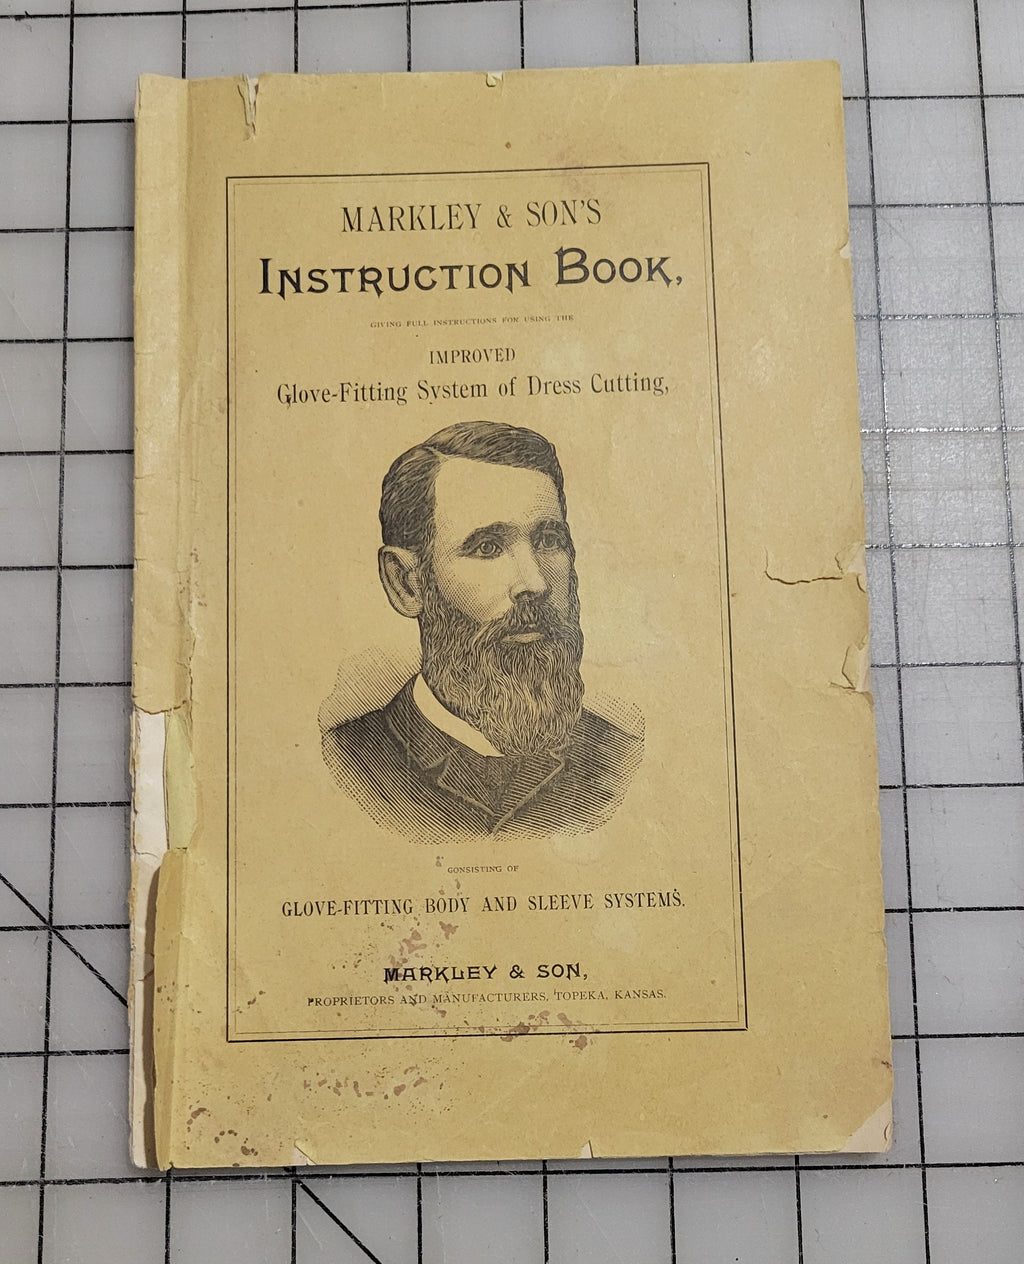 MARKLEY & SON'S
INSTRUCTION BOOK,
GIVING FULL INSTRUCTIONS FOR USING THE
IMPROVED
Glove-Fitting System of Dress Cutting,
CONSISTING OF
GLOVE-FITTING BODY AND SLEEVE SYSTEMS.
MARKLEY & SON,
PROPRIETORS AND MANUFACTURERS, TOPEKA, KANSAS.